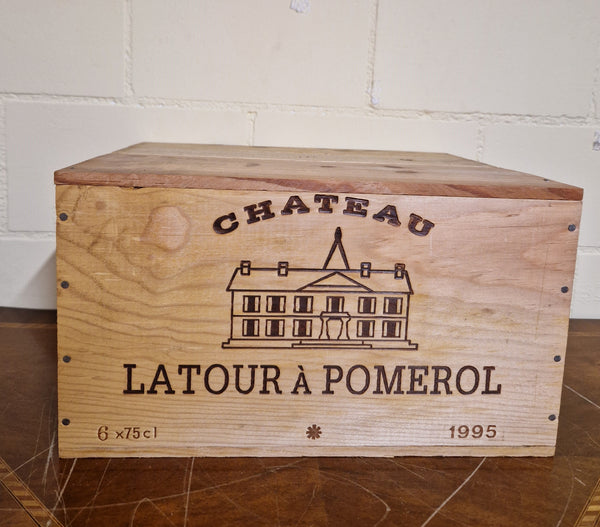 CHATEAU
LATOUR À POMEROL
6 x75cl 1995